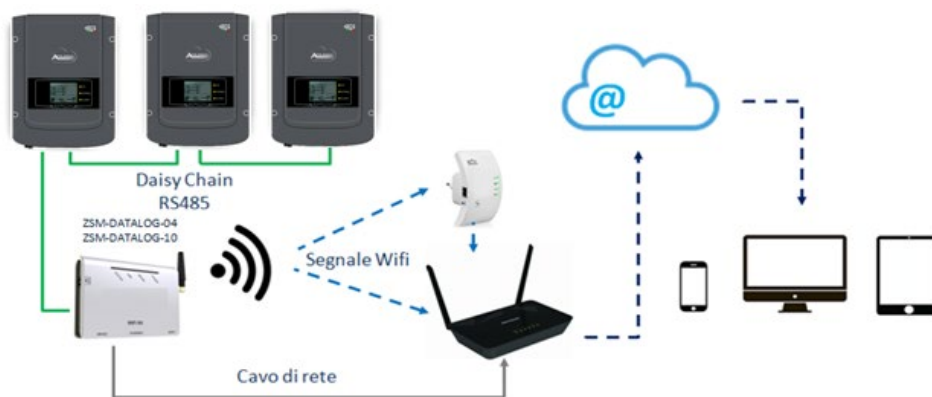 Daisy Chain
RS485
ZSM-DATALOG-04
ZSM-DATALOG-10
Segnale Wifi
@
Cavo di rete